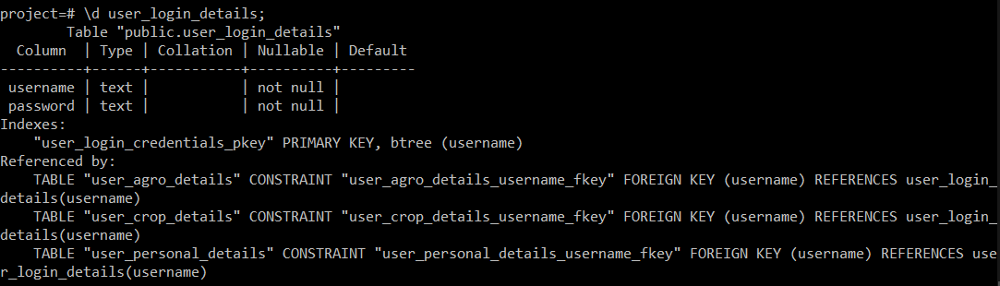 project=# \d user_login_details;
        Table "public.user_login_details"
  Column  | Type | Collation | Nullable | Default
----------+------+-----------+----------+---------
 username | text |           | not null |
 password | text |           | not null |
Indexes:
    "user_login_credentials_pkey" PRIMARY KEY, btree (username)
Referenced by:
    TABLE "user_agro_details" CONSTRAINT "user_agro_details_username_fkey" FOREIGN KEY (username) REFERENCES user_login_
details(username)
    TABLE "user_crop_details" CONSTRAINT "user_crop_details_username_fkey" FOREIGN KEY (username) REFERENCES user_login_
details(username)
    TABLE "user_personal_details" CONSTRAINT "user_personal_details_username_fkey" FOREIGN KEY (username) REFERENCES use
r_login_details(username)